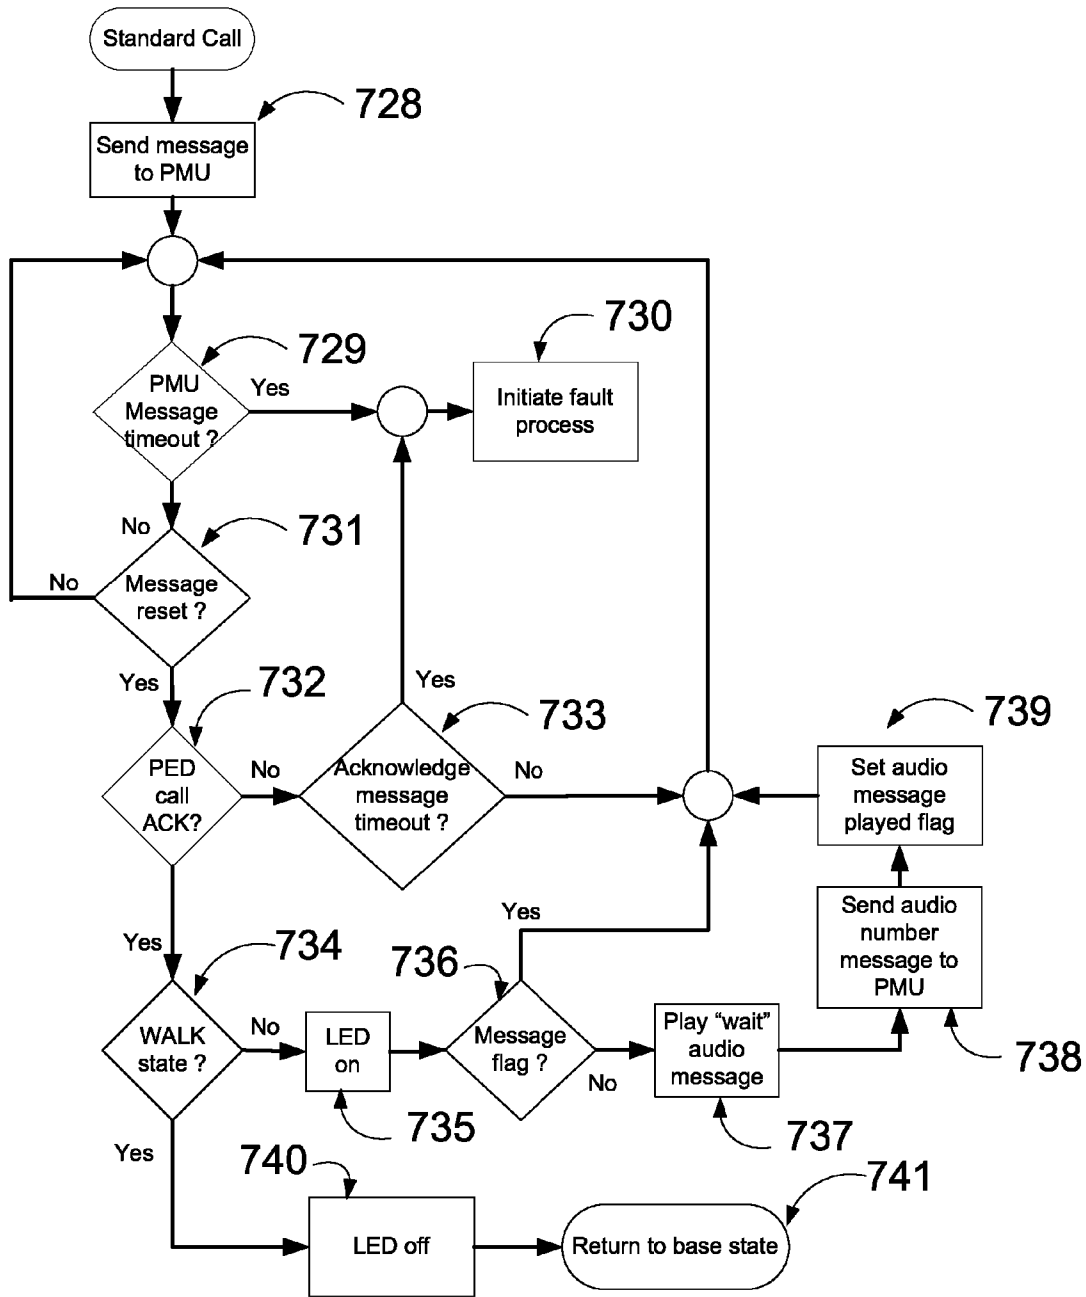 Standard Call
728
Send message
to PMU
729
730
PMU
Message
timeout ?
Yes
Initiate fault
process
No
731
Message
reset ?
No
Yes
732
733
Yes
739
PED
call
ACK?
No
Acknowledge
message
timeout ?
No
Set audio
message
played flag
Yes
734
736
Yes
Send audio
number
message to
PMU
738
WALK
state ?
No
LED
on
735
Message
flag ?
No
Play “wait”
audio
message
737
Yes
740
741
LED off
Return to base state